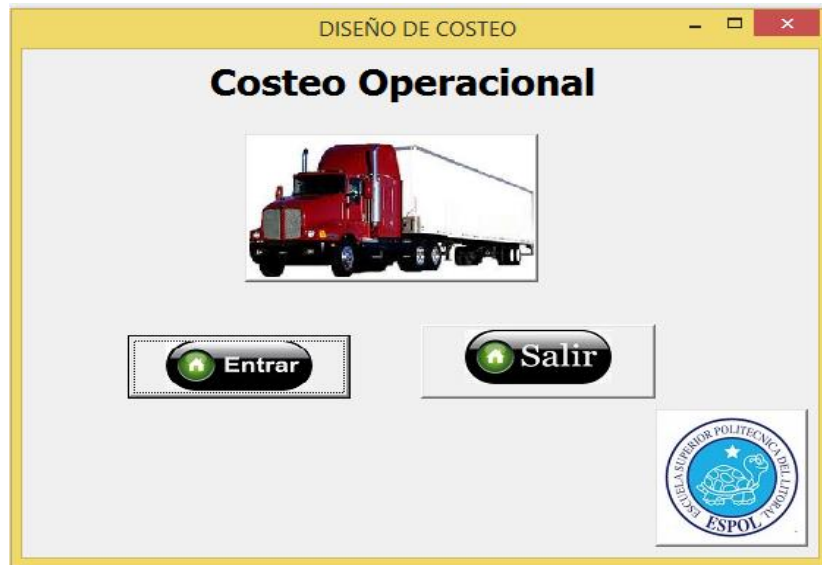 DISEÑO DE COSTEO
Costeo Operacional
Entrar
Salir
ESCUELA SUPERIOR POLITECNICA DEL LITORAL
ESPOL